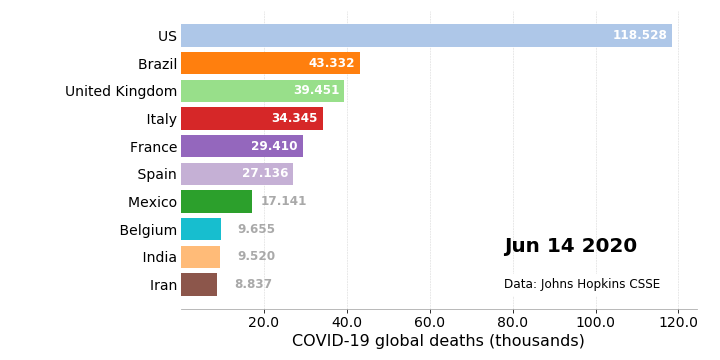 US 118.528
Brazil 43.332
United Kingdom 39.451
Italy 34.345
France 29.410
Spain 27.136
Mexico 17.141
Belgium 9.655
India 9.520
Iran 8.837
Jun 14 2020
Data: Johns Hopkins CSSE
20.0 40.0 60.0 80.0 100.0 120.0
COVID-19 global deaths (thousands)